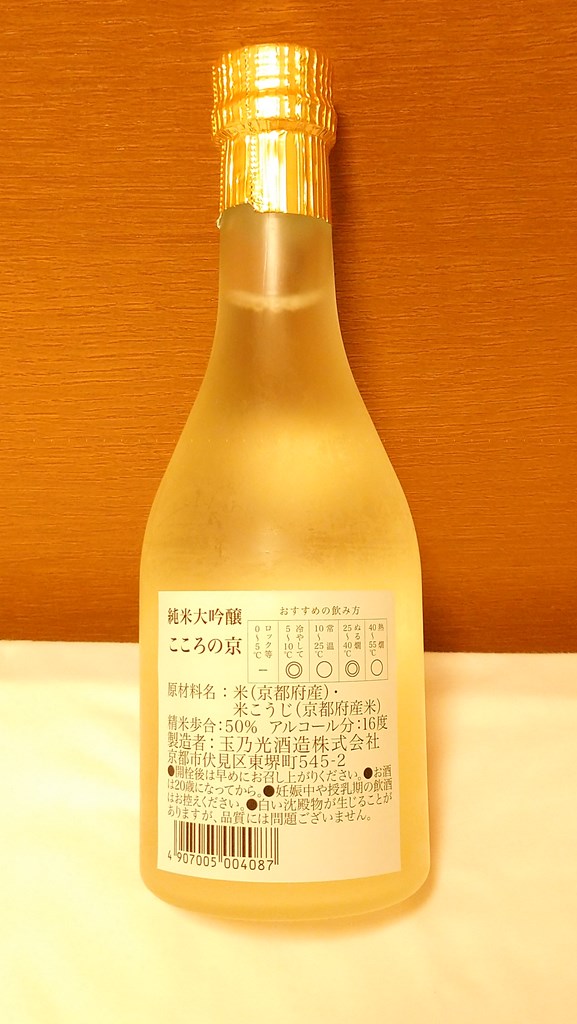 純米大吟醸
こころの京
おすすめの飲み方
ロック等 0〜5℃ −
冷やして 5〜10℃ ◎
常温 10〜25℃ ○
ぬる燗 25〜40℃ ◎
熱燗 40〜55℃ ○
原材料名：米(京都府産)・
米こうじ(京都府産米)
精米歩合：50% アルコール分：16度
製造者：玉乃光酒造株式会社
京都市伏見区東堺町545-2
●開栓後は早めにお召し上がりください。●お酒
は20歳になってから。●妊娠中や授乳期の飲酒
はお控えください。●白い沈殿物が生じることが
ありますが、品質には問題ございません。
4 907005 004087